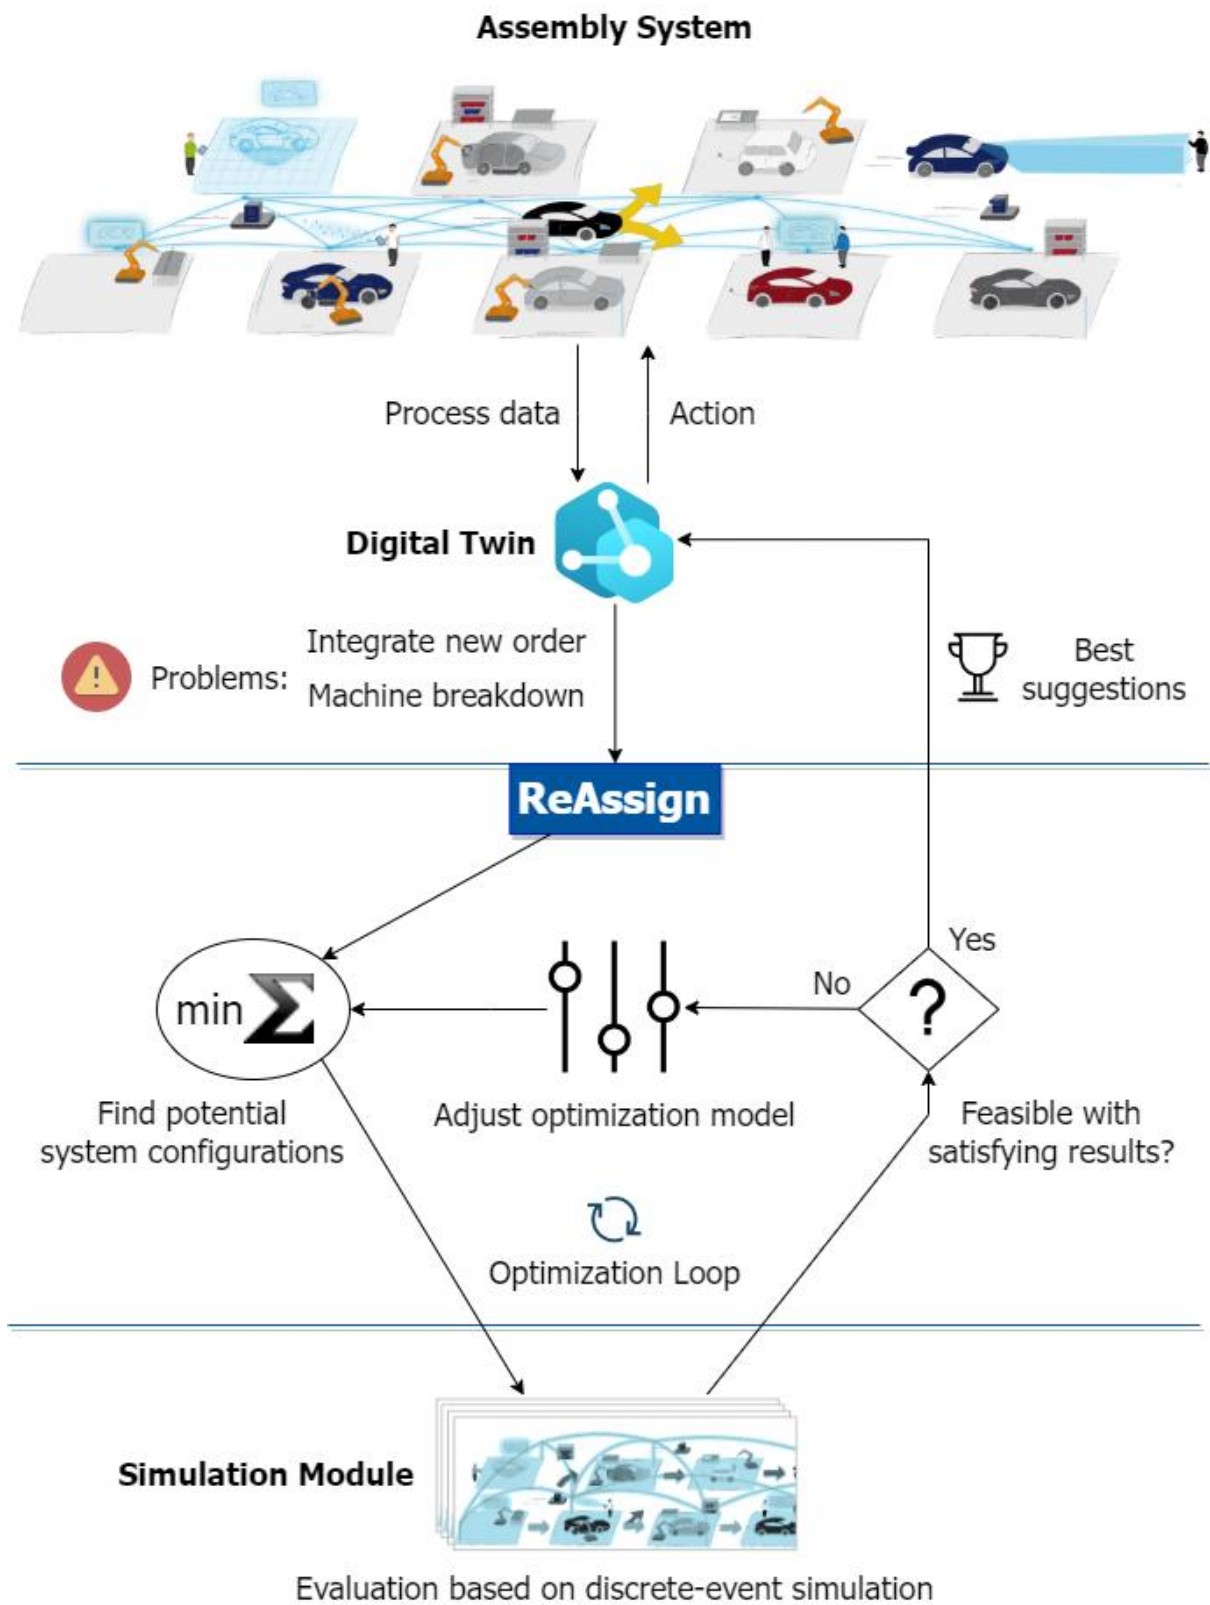 Assembly System
Process data
Action
Digital Twin
Problems:
Integrate new order
Machine breakdown
Best
suggestions
ReAssign
Yes
No
?
min Σ
Find potential
system configurations
Adjust optimization model
Feasible with
satisfying results?
Optimization Loop
Simulation Module
Evaluation based on discrete-event simulation